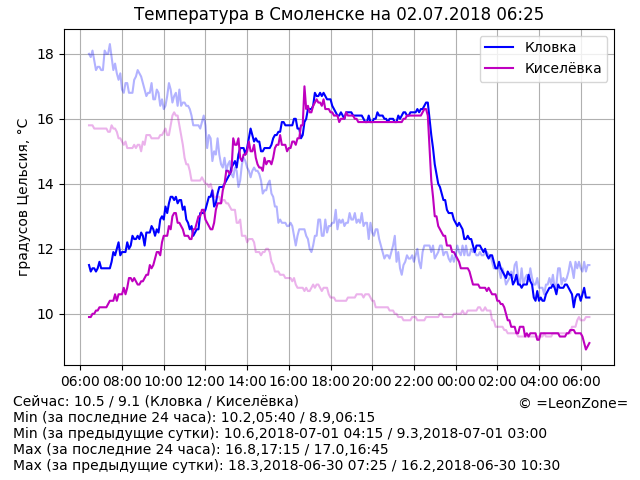 Температура в Смоленске на 02.07.2018 06:25
Кловка
Киселёвка
градусов Цельсия, °C
18
16
14
12
10
06:00 08:00 10:00 12:00 14:00 16:00 18:00 20:00 22:00 00:00 02:00 04:00 06:00
Сейчас: 10.5 / 9.1 (Кловка / Киселёвка)
© =LeonZone=
Min (за последние 24 часа): 10.2,05:40 / 8.9,06:15
Min (за предыдущие сутки): 10.6,2018-07-01 04:15 / 9.3,2018-07-01 03:00
Max (за последние 24 часа): 16.8,17:15 / 17.0,16:45
Max (за предыдущие сутки): 18.3,2018-06-30 07:25 / 16.2,2018-06-30 10:30